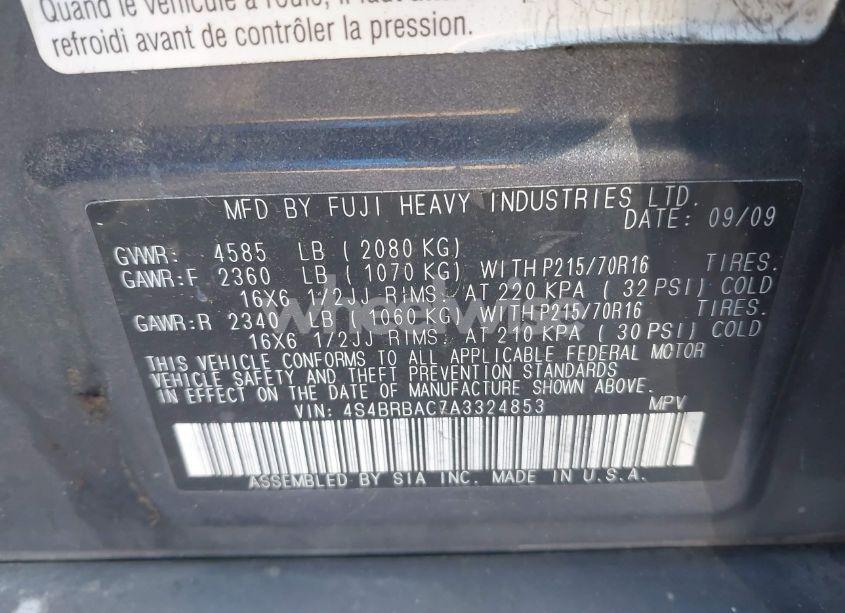 refroidi avant de contrôler la pression.
MFD BY FUJI HEAVY INDUSTRIES LTD.
DATE: 09/09
GVWR: 4585 LB ( 2080 KG)
GAWR:F 2360 LB ( 1070 KG) WITH P215/70R16 TIRES.
16X6 1/2JJ RIMS: AT 220 KPA ( 32 PSI) COLD
GAWR:R 2340 LB ( 1060 KG) WITH P215/70R16 TIRES.
16X6 1/2JJ RIMS, AT 210 KPA ( 30 PSI) COLD
THIS VEHICLE CONFORMS TO ALL APPLICABLE FEDERAL MOTOR
VEHICLE SAFETY AND THEFT PREVENTION STANDARDS
IN EFFECT ON THE DATE OF MANUFACTURE SHOWN ABOVE.
VIN: 4S4BRBAC7A3324853 MPV
ASSEMBLED BY SIA INC. MADE IN U.S.A.
wheelwise